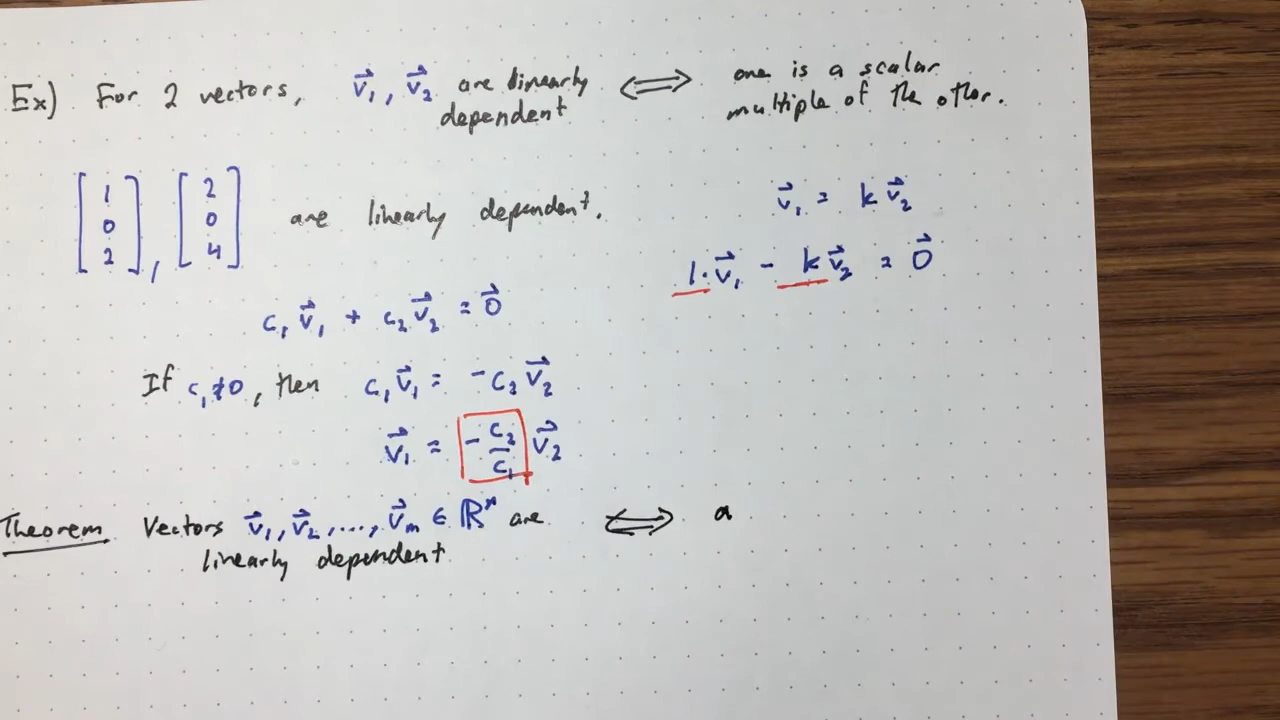 Ex) For 2 vectors, v⃗₁, v⃗₂ are linearly dependent ⟺ one is a scalar multiple of the other.
[1 0 2], [2 0 4] are linearly dependent.
v⃗₁ = k v⃗₂
1·v⃗₁ - k v⃗₂ = 0⃗
c₁ v⃗₁ + c₂ v⃗₂ = 0⃗
If c₁≠0, then c₁ v⃗₁ = -c₂ v⃗₂
v⃗₁ = -c₂/c₁ v⃗₂
Theorem Vectors v⃗₁, v⃗₂, ..., v⃗ₘ ∈ ℝⁿ are ⟺ a
linearly dependent